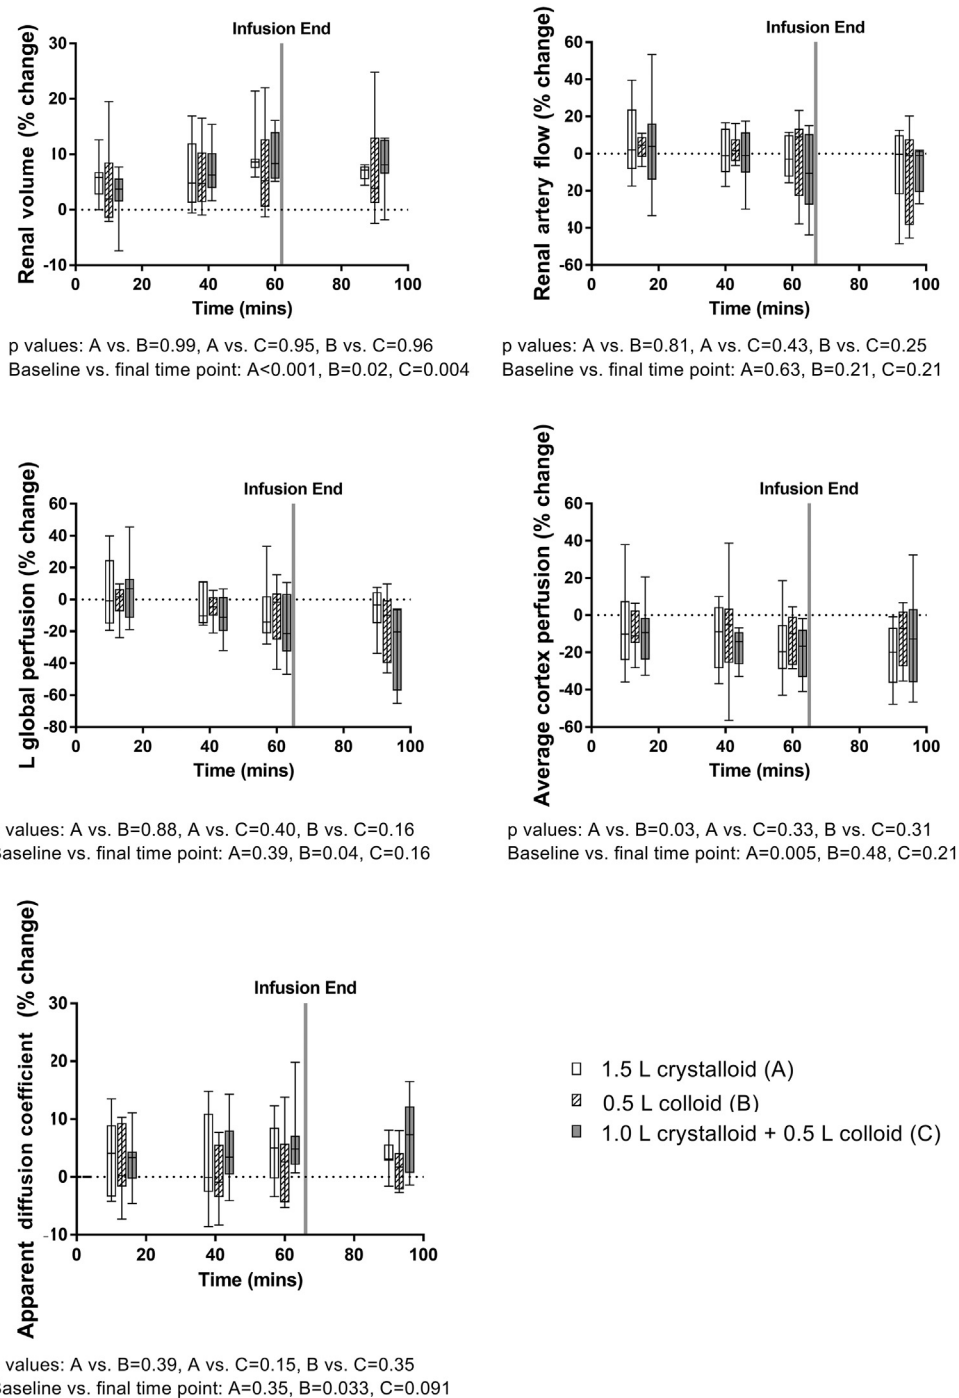 Infusion End
Renal volume (% change)
30
20
10
0
-10
0 20 40 60 80 100
Time (mins)
p values: A vs. B=0.99, A vs. C=0.95, B vs. C=0.96
Baseline vs. final time point: A<0.001, B=0.02, C=0.004
Infusion End
Renal artery flow (% change)
60
40
20
0
20
40
-60
0 20 40 60 80 100
Time (mins)
p values: A vs. B=0.81, A vs. C=0.43, B vs. C=0.25
Baseline vs. final time point: A=0.63, B=0.21, C=0.21
Infusion End
L global perfusion (% change)
60
40
20
0
-20
-40
-60
-80
0 20 40 60 80 100
Time (mins)
values: A vs. B=0.88, A vs. C=0.40, B vs. C=0.16
Baseline vs. final time point: A=0.39, B=0.04, C=0.16
Infusion End
Average cortex perfusion (% change)
60
40
20
0
-20
-40
-60
0 20 40 60 80 100
Time (mins)
p values: A vs. B=0.03, A vs. C=0.33, B vs. C=0.31
Baseline vs. final time point: A=0.005, B=0.48, C=0.21
Infusion End
Apparent diffusion coefficient (% change)
30
20
10
0
-10
0 20 40 60 80 100
Time (mins)
values: A vs. B=0.39, A vs. C=0.15, B vs. C=0.35
Baseline vs. final time point: A=0.35, B=0.033, C=0.091
1.5 L crystalloid (A)
0.5 L colloid (B)
1.0 L crystalloid + 0.5 L colloid (C)